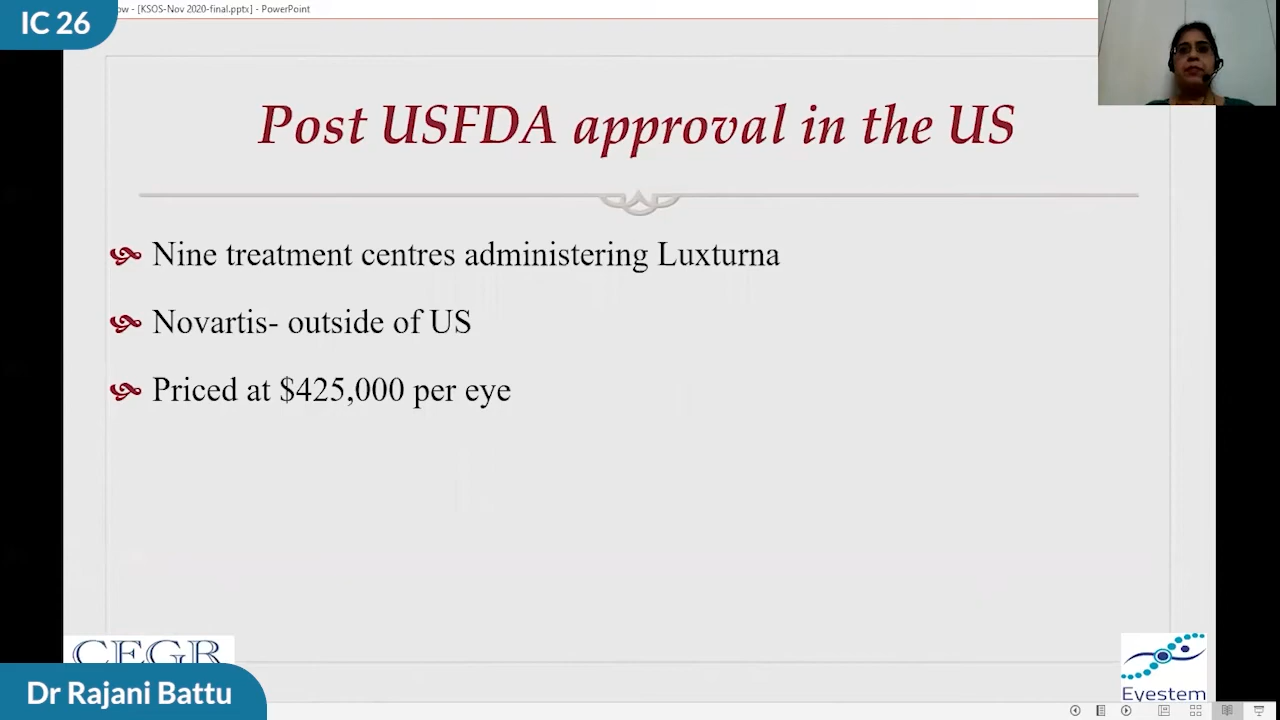 IC 26
ow - [KSOS-Nov 2020-final.pptx] - PowerPoint
Post USFDA approval in the US
Nine treatment centres administering Luxturna
Novartis- outside of US
Priced at $425,000 per eye
CEGR
Eyestem
Dr Rajani Battu